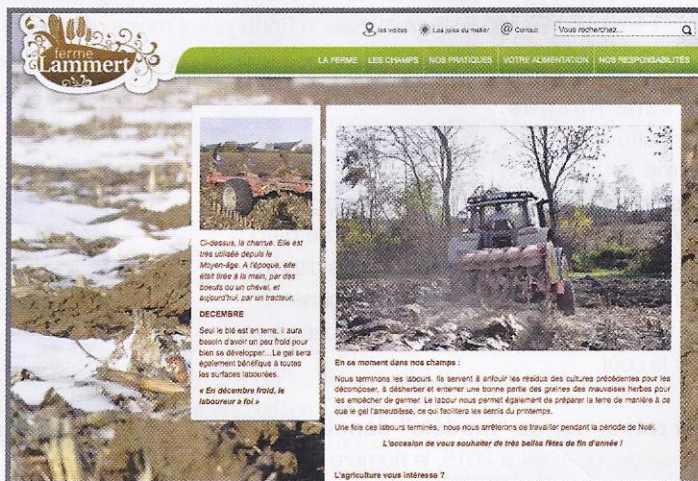 ferme
Lammert
les visites
Les joies du métier
@ Contact
Vous recherchez...
LA FERME
LES CHAMPS
NOS PRATIQUES
VOTRE ALIMENTATION
NOS RESPONSABILITÉS
Ci-dessus, la charrue. Elle est
très utilisée depuis le
Moyen-âge. A l'époque, elle
était tirée à la main, par des
boeufs ou un cheval, et
aujourd'hui, par un tracteur.
DECEMBRE
Seul le blé est en terre, il aura
besoin d'avoir un peu froid pour
bien se développer…Le gel sera
également bénéfique à toutes
les surfaces labourées.
« En décembre froid, le
laboureur a foi »
En ce moment dans nos champs :
Nous terminons les labours. Ils servent à enfouir les résidus des cultures précédentes pour les
décomposer, à désherber et enterrer une bonne partie des graines des mauvaises herbes pour
les empêcher de germer. Le labour nous permet également de préparer la terre de manière à ce
que le gel l'ameublisse, ce qui facilitera les semis du printemps.
Une fois ces labours terminés, nous nous arrêterons de travailler pendant la période de Noël.
L'occasion de vous souhaiter de très belles fêtes de fin d'année !
L'agriculture vous intéresse ?